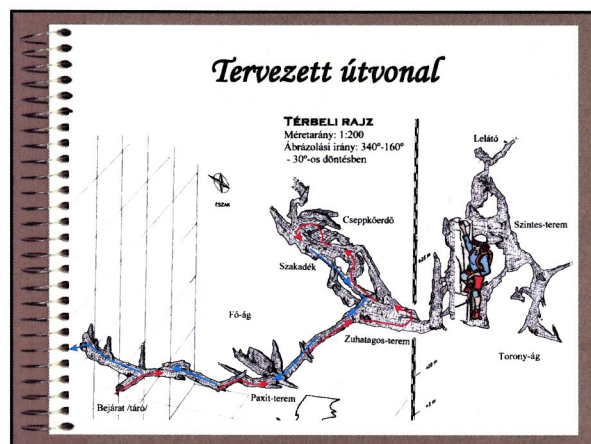 Tervezett útvonal
TÉRBELI RAJZ
Méretarány: 1:200
Ábrázolási irány: 340°-160°
- 30°-os döntésben
Lelátó
ÉSZAK
Cseppkőerdő
Szintes-terem
Szakadék
Fő-ág
Zuhatagos-terem
Torony-ág
Paxit-terem
Bejárat /táró/